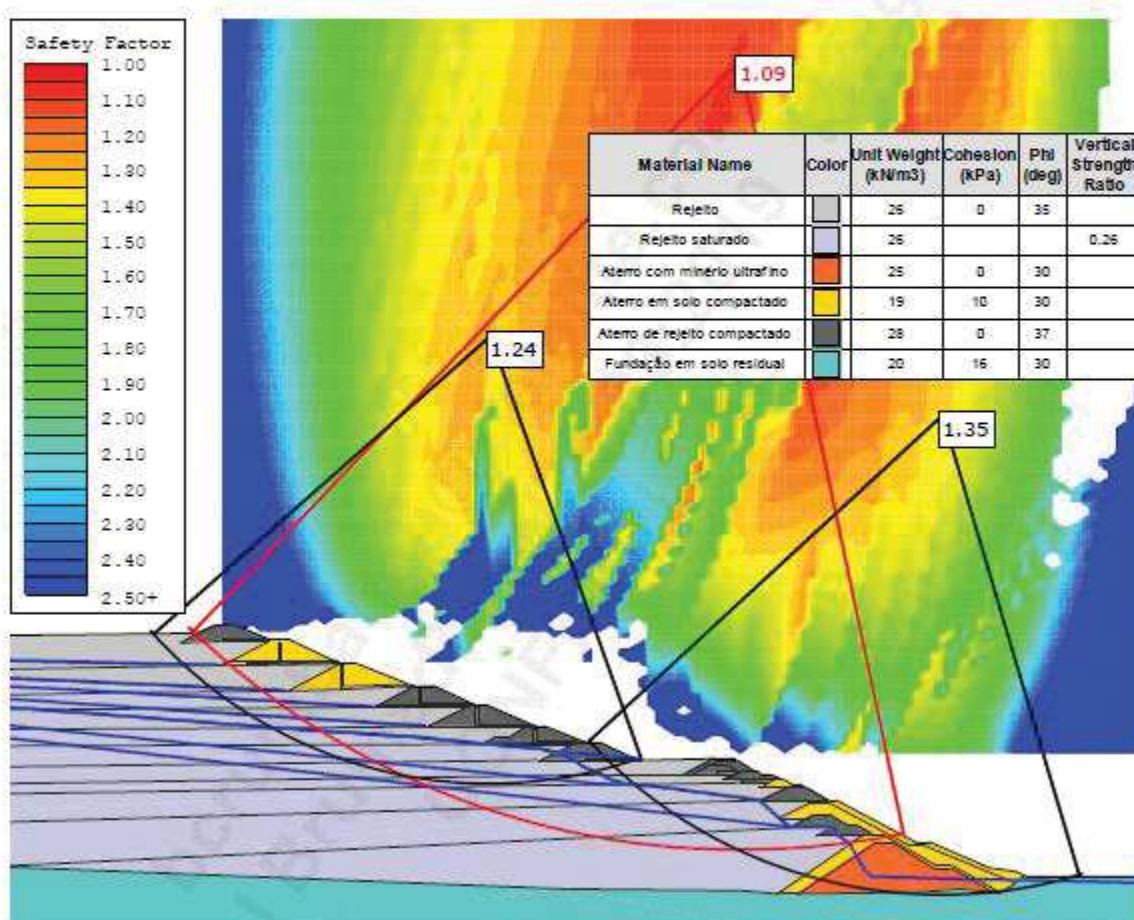 Safety Factor
1.00
1.10
1.20
1.30
1.40
1.50
1.60
1.70
1.80
1.90
2.00
2.10
2.20
2.30
2.40
2.50+
1.09
1.24
1.35
Material Name Color Unit Weight (kN/m3) Cohesion (kPa) Phi (deg) Vertical Strength Ratio
Rejeito 26 0 35
Rejeito saturado 26 0.26
Aterro com minério ultrafino 25 0 30
Aterro em solo compactado 19 10 30
Aterro de rejeito compactado 28 0 37
Fundação em solo residual 20 16 30